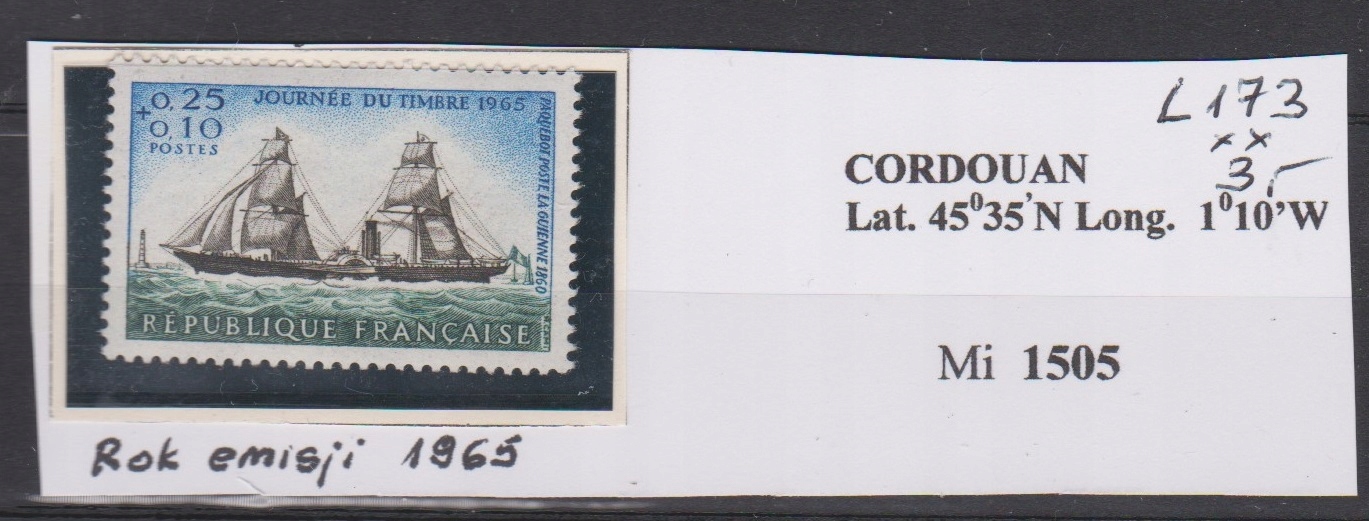 +0,25
0,10
POSTES
JOURNÉE DU TIMBRE 1965
PAQUEBOT POSTE LA GUIENNE 1860
RÉPUBLIQUE FRANÇAISE
L173
xx
3,-
CORDOUAN
Lat. 45⁰35'N Long. 1⁰10'W
Mi 1505
Rok emisji 1965